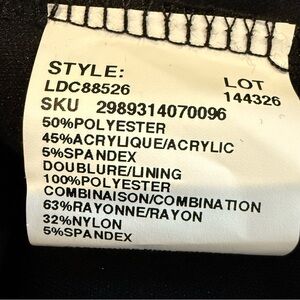 STYLE:
LDC88526 LOT
SKU 2989314070096 144326
50%POLYESTER
45%ACRYLIQUE/ACRYLIC
5%SPANDEX
DOUBLURE/LINING
100%POLYESTER
COMBINAISON/COMBINATION
63%RAYONNE/RAYON
32%NYLON
5%SPANDEX